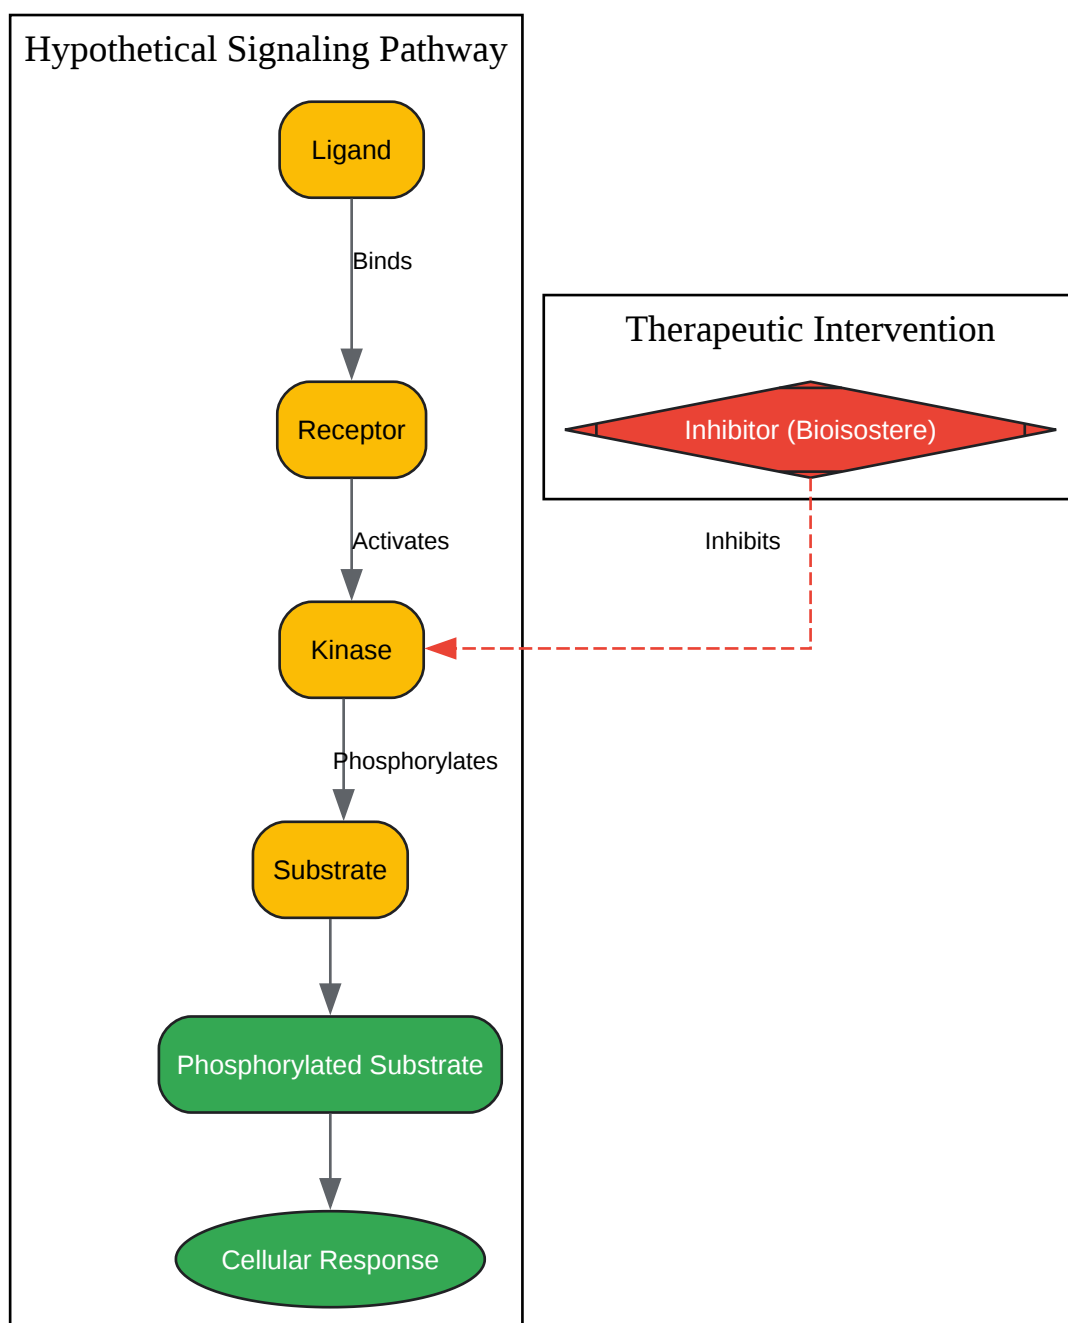 Hypothetical Signaling Pathway
Ligand
Binds
Therapeutic Intervention
Receptor
Inhibitor (Bioisostere)
Activates
Inhibits
Kinase
Phosphorylates
Substrate
Phosphorylated Substrate
Cellular Response